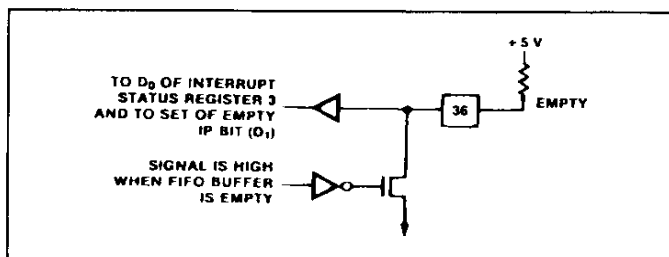 + 5 V
TO D₀ OF INTERRUPT
STATUS REGISTER 3
AND TO SET OF EMPTY
IP BIT (D₁)
36
EMPTY
SIGNAL IS HIGH
WHEN FIFO BUFFER
IS EMPTY